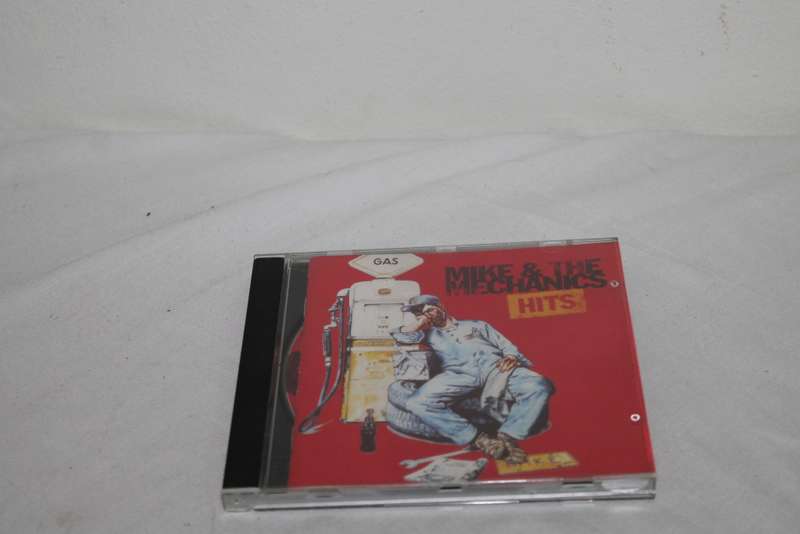 GAS
MIKE & THE
MECHANICS
HITS